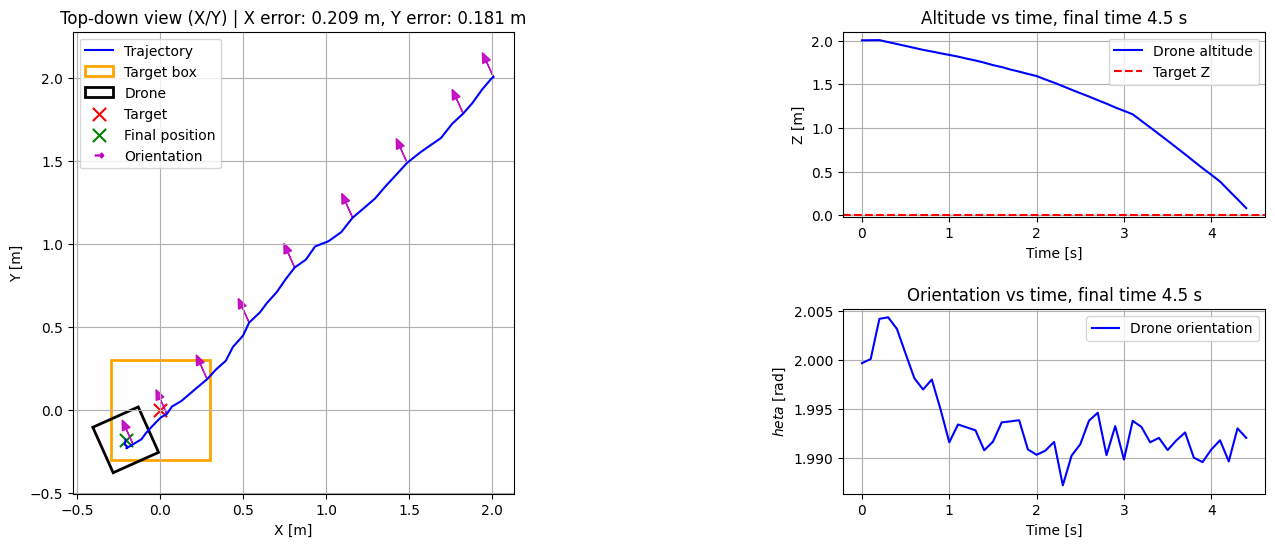 Top-down view (X/Y) | X error: 0.209 m, Y error: 0.181 m
Trajectory
Target box
Drone
Target
Final position
Orientation
2.0
1.5
1.0
0.5
0.0
−0.5
Y [m]
−0.5
0.0
0.5
1.0
1.5
2.0
X [m]
Altitude vs time, final time 4.5 s
Drone altitude
Target Z
2.0
1.5
1.0
0.5
0.0
Z [m]
0
1
2
3
4
Time [s]
Orientation vs time, final time 4.5 s
Drone orientation
2.005
2.000
1.995
1.990
heta [rad]
0
1
2
3
4
Time [s]